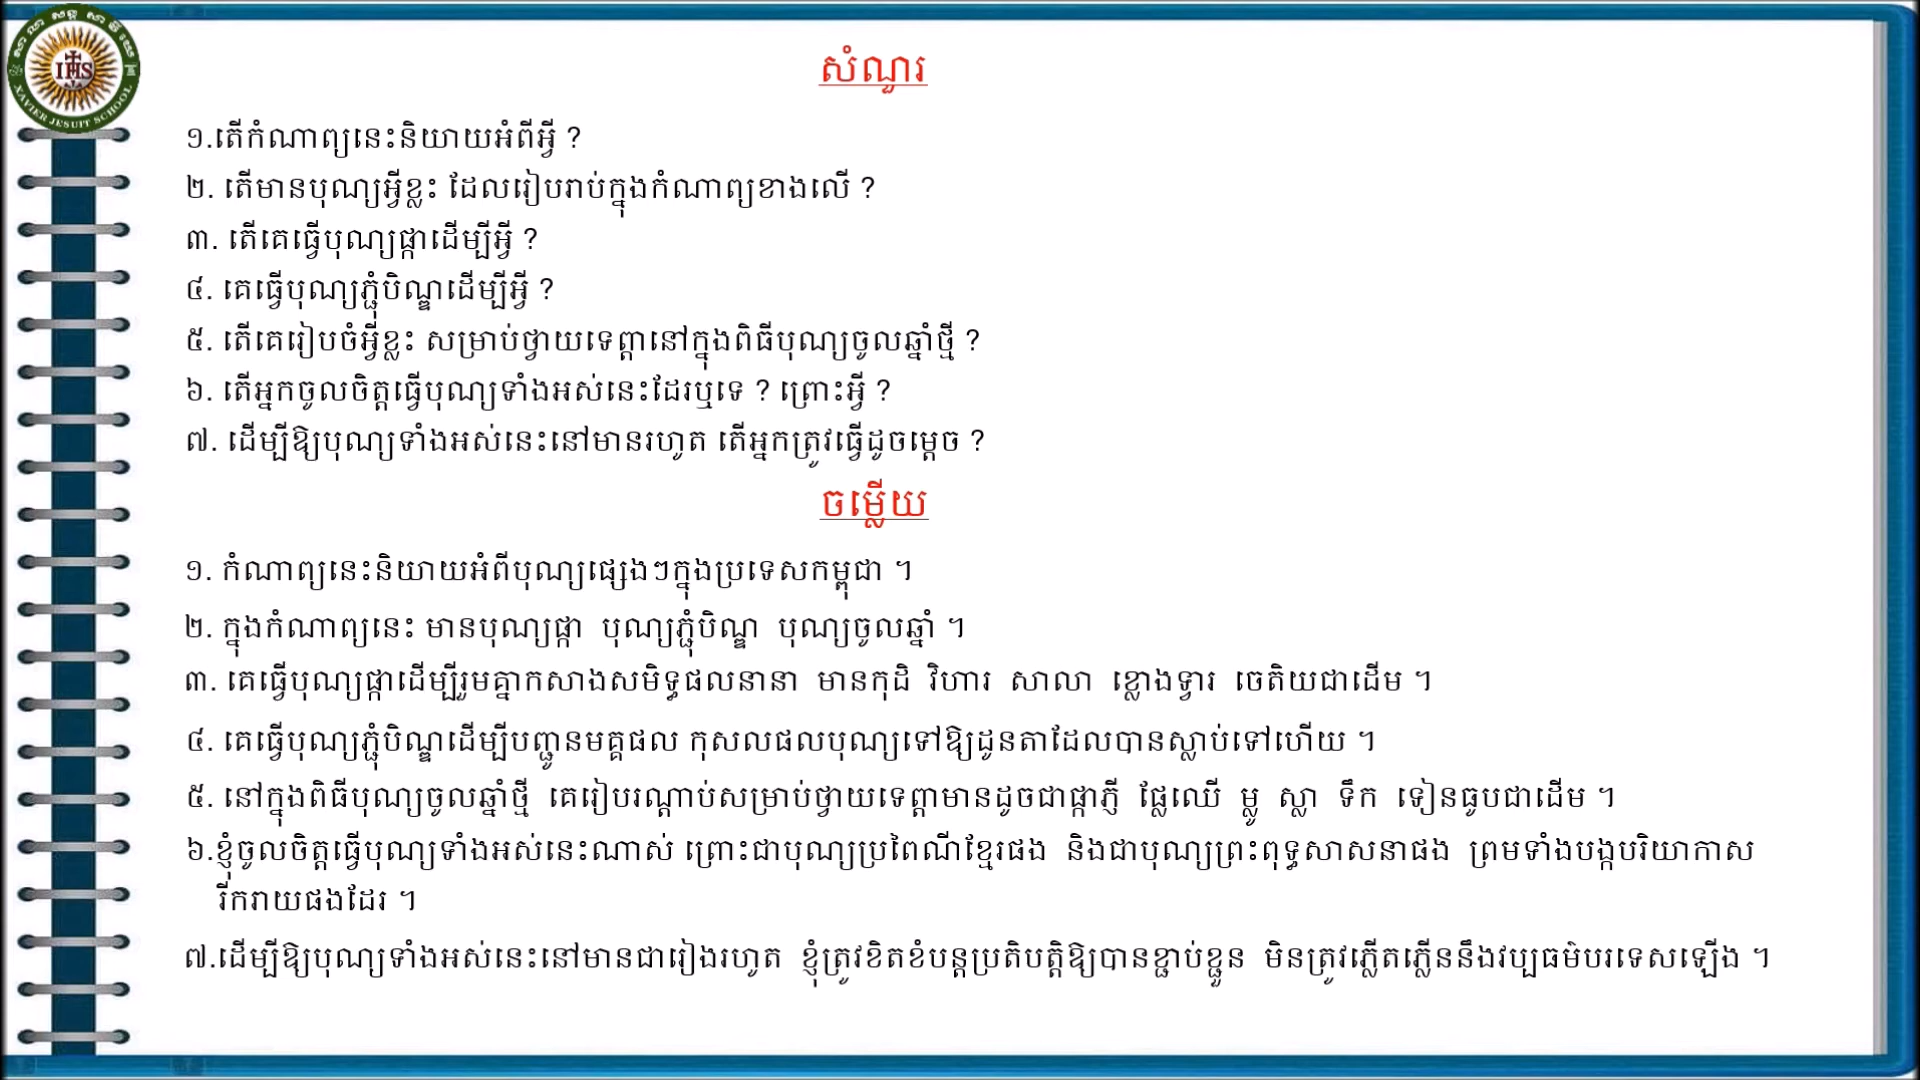 សាលា សន្ត សាវីយេ
XAVIER JESUIT SCHOOL
IHS
សំណួរ
១.តើកំណាព្យនេះនិយាយអំពីអ្វី ?
២. តើមានបុណ្យអ្វីខ្លះ ដែលរៀបរាប់ក្នុងកំណាព្យខាងលើ ?
៣. តើគេធ្វើបុណ្យផ្កាដើម្បីអ្វី ?
៤. គេធ្វើបុណ្យភ្ជុំបិណ្ឌដើម្បីអ្វី ?
៥. តើគេរៀបចំអ្វីខ្លះ សម្រាប់ថ្វាយទេព្តានៅក្នុងពិធីបុណ្យចូលឆ្នាំថ្មី ?
៦. តើអ្នកចូលចិត្តធ្វើបុណ្យទាំងអស់នេះដែរឬទេ ? ព្រោះអ្វី ?
៧. ដើម្បីឱ្យបុណ្យទាំងអស់នេះនៅមានរហូត តើអ្នកត្រូវធ្វើដូចម្ដេច ?
ចម្លើយ
១. កំណាព្យនេះនិយាយអំពីបុណ្យផ្សេងៗក្នុងប្រទេសកម្ពុជា ។
២. ក្នុងកំណាព្យនេះ មានបុណ្យផ្កា បុណ្យភ្ជុំបិណ្ឌ បុណ្យចូលឆ្នាំ ។
៣. គេធ្វើបុណ្យផ្កាដើម្បីរួមគ្នាកសាងសមិទ្ធផលនានា មានកុដិ វិហារ សាលា ខ្លោងទ្វារ ចេតិយជាដើម ។
៤. គេធ្វើបុណ្យភ្ជុំបិណ្ឌដើម្បីបញ្ជូនមគ្គផល កុសលផលបុណ្យទៅឱ្យដូនតាដែលបានស្លាប់ទៅហើយ ។
៥. នៅក្នុងពិធីបុណ្យចូលឆ្នាំថ្មី គេរៀបរណ្ដាប់សម្រាប់ថ្វាយទេព្តាមានដូចជាផ្កាភ្ញី ផ្លែឈើ ម្លូ ស្លា ទឹក ទៀនធូបជាដើម ។
៦.ខ្ញុំចូលចិត្តធ្វើបុណ្យទាំងអស់នេះណាស់ ព្រោះជាបុណ្យប្រពៃណីខ្មែរផង និងជាបុណ្យព្រះពុទ្ធសាសនាផង ព្រមទាំងបង្កបរិយាកាស
រីករាយផងដែរ ។
៧.ដើម្បីឱ្យបុណ្យទាំងអស់នេះនៅមានជារៀងរហូត ខ្ញុំត្រូវខិតខំបន្តប្រតិបត្តិឱ្យបានខ្ជាប់ខ្ជួន មិនត្រូវភ្លើតភ្លើននឹងវប្បធម៌បរទេសឡើង ។